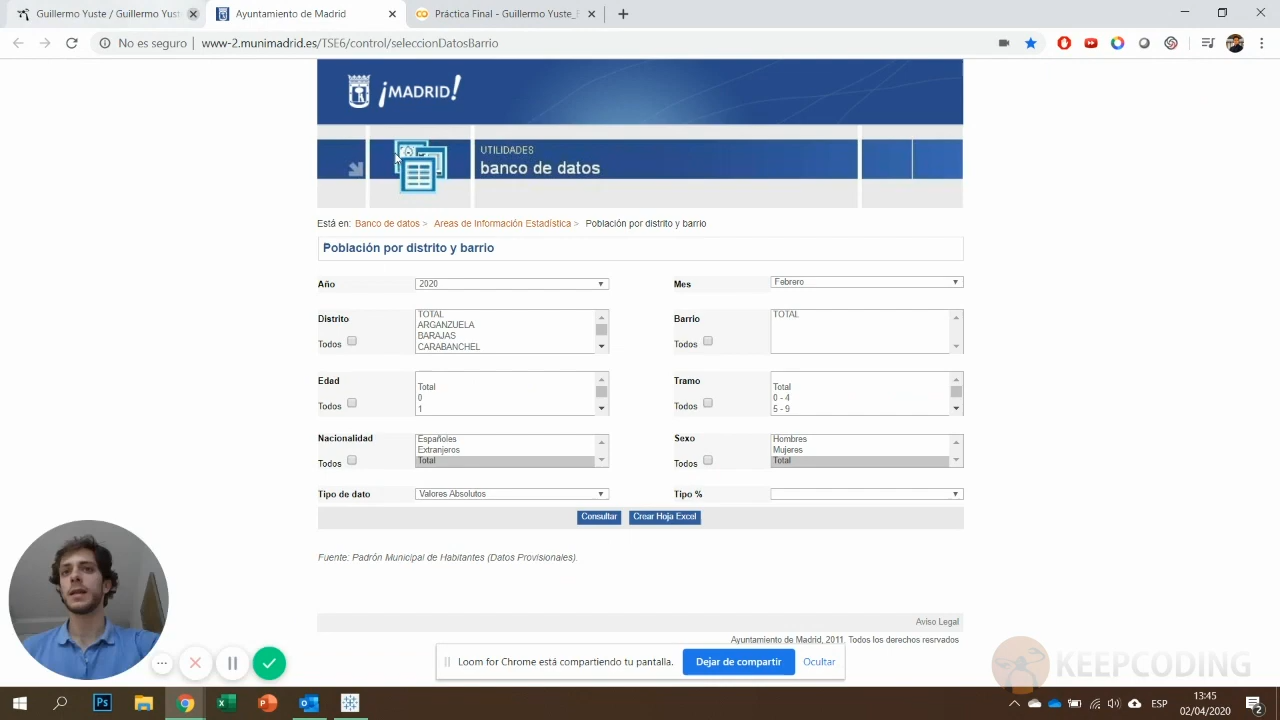 Guillermo Yuste / Guillermo Yust
Ayuntamiento de Madrid
Práctica Final - Guillermo Yuste_
No es seguro
www-2.munimadrid.es/TSE6/control/seleccionDatosBarrio
¡MADRID!
UTILIDADES
banco de datos
Está en: Banco de datos > Areas de Información Estadística > Población por distrito y barrio
Población por distrito y barrio
Año
2020
Mes
Febrero
Distrito
Todos
TOTAL
ARGANZUELA
BARAJAS
CARABANCHEL
Barrio
Todos
TOTAL
Edad
Todos
Total
0
1
Tramo
Todos
Total
0 - 4
5 - 9
Nacionalidad
Todos
Españoles
Extranjeros
Total
Sexo
Todos
Hombres
Mujeres
Total
Tipo de dato
Valores Absolutos
Tipo %
Consultar
Crear Hoja Excel
Fuente: Padrón Municipal de Habitantes (Datos Provisionales).
Aviso Legal
Ayuntamiento de Madrid, 2011. Todos los derechos resrvados
Loom for Chrome está compartiendo tu pantalla.
Dejar de compartir
Ocultar
KEEPCODING
Ps
ESP
13:45
02/04/2020
2